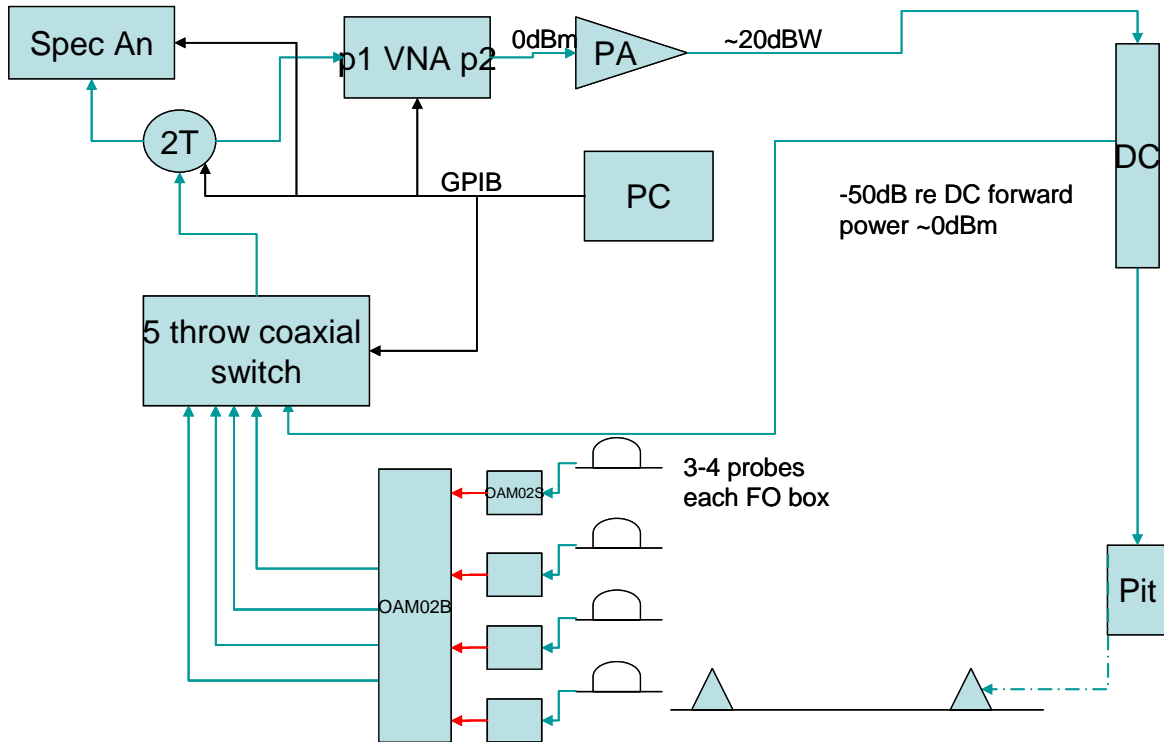 Spec An
p1 VNA p2
0dBm
PA
~20dBW
2T
DC
GPIB
PC
-50dB re DC forward
power ~0dBm
5 throw coaxial
switch
OAM02S
3-4 probes
each FO box
OAM02B
Pit